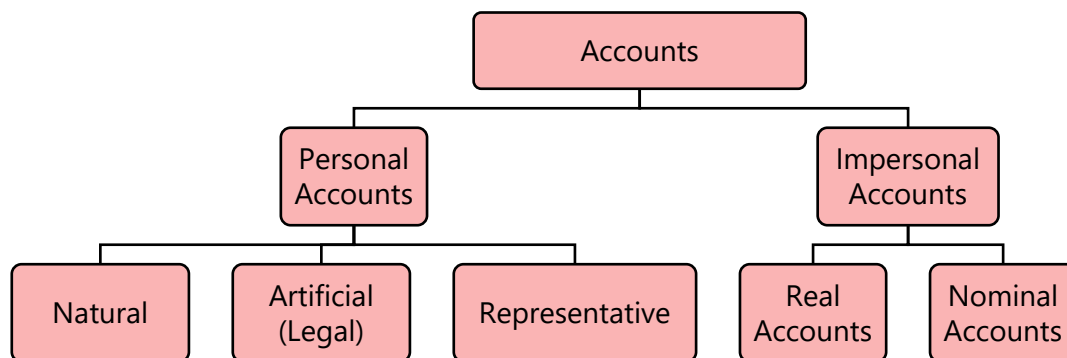 Accounts
Personal
Accounts
Impersonal
Accounts
Natural
Artificial
(Legal)
Representative
Real
Accounts
Nominal
Accounts